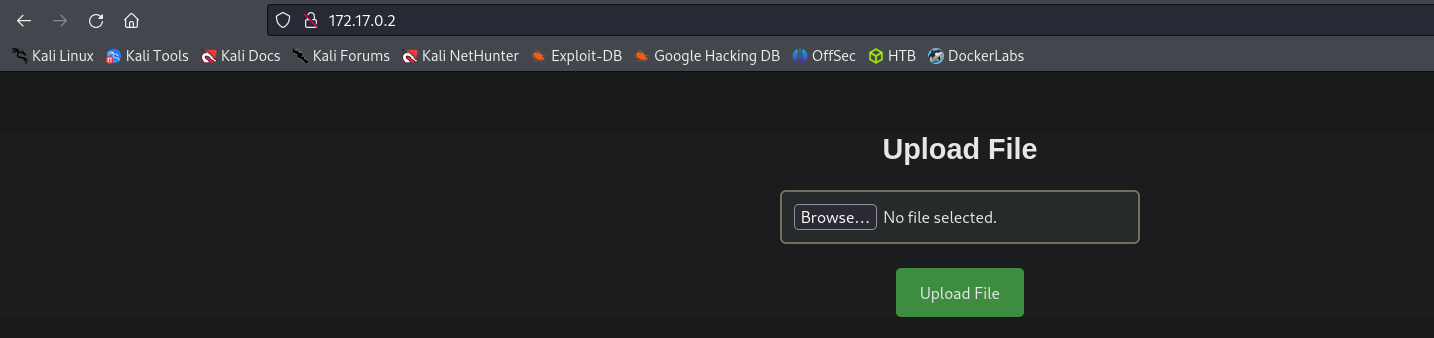 172.17.0.2
Kali Linux Kali Tools Kali Docs Kali Forums Kali NetHunter Exploit-DB Google Hacking DB OffSec HTB DockerLabs
Upload File
Browse... No file selected.
Upload File